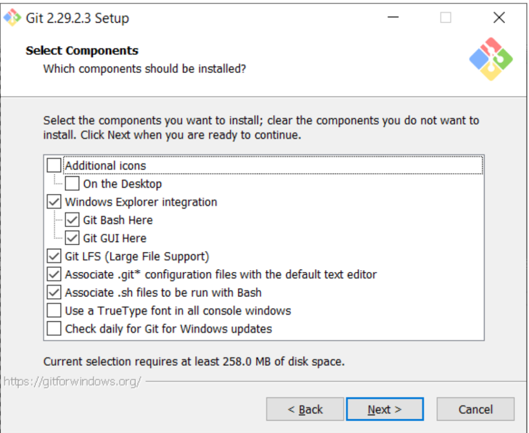 Git 2.29.2.3 Setup
Select Components
Which components should be installed?
Select the components you want to install; clear the components you do not want to
install. Click Next when you are ready to continue.
Additional icons
On the Desktop
Windows Explorer integration
Git Bash Here
Git GUI Here
Git LFS (Large File Support)
Associate .git* configuration files with the default text editor
Associate .sh files to be run with Bash
Use a TrueType font in all console windows
Check daily for Git for Windows updates
Current selection requires at least 258.0 MB of disk space.
https://gitforwindows.org/
< Back Next > Cancel